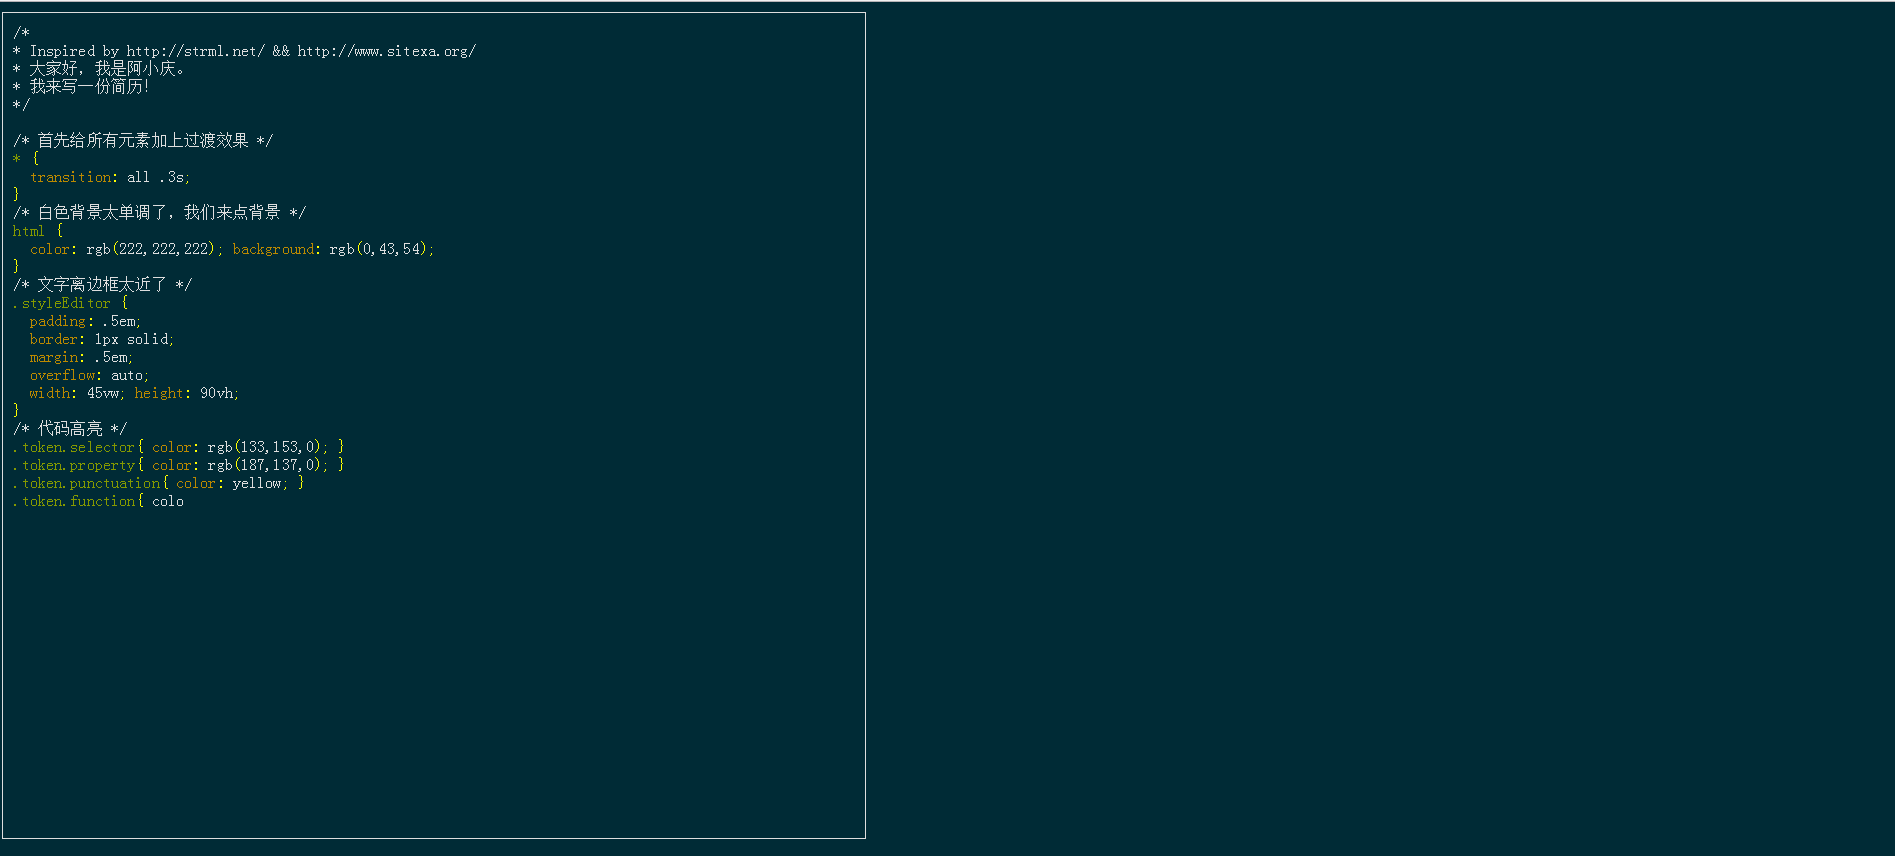 /*
* Inspired by http://strml.net/ && http://www.sitexa.org/
* 大家好，我是阿小庆。
* 我来写一份简历！
*/

/* 首先给所有元素加上过渡效果 */
* {
  transition: all .3s;
}
/* 白色背景太单调了，我们来点背景 */
html {
  color: rgb(222,222,222); background: rgb(0,43,54);
}
/* 文字离边框太近了 */
.styleEditor {
  padding: .5em;
  border: 1px solid;
  margin: .5em;
  overflow: auto;
  width: 45vw; height: 90vh;
}
/* 代码高亮 */
.token.selector{ color: rgb(133,153,0); }
.token.property{ color: rgb(187,137,0); }
.token.punctuation{ color: yellow; }
.token.function{ colo